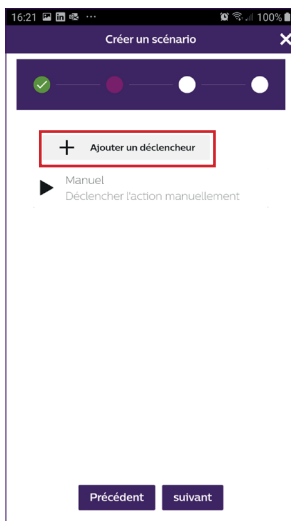 16:21 ... 100%
Créer un scénario
+ Ajouter un déclencheur
Manuel
Déclencher l'action manuellement
Précédent suivant